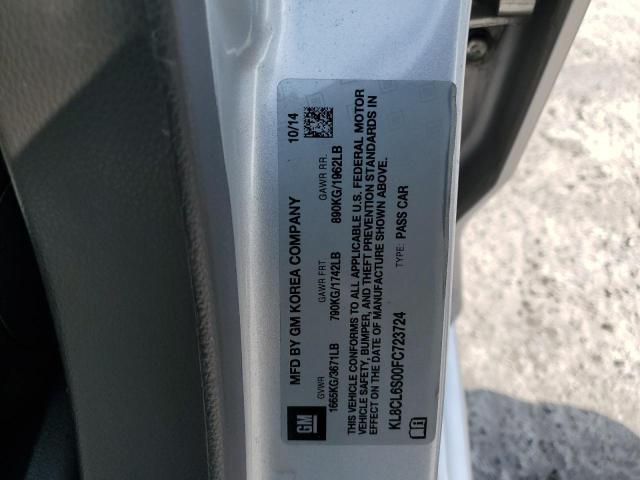 GM
MFD BY GM KOREA COMPANY 10/14
GVWR GAWR FRT GAWR RR.
1665KG/3671LB 790KG/1742LB 890KG/1962LB
THIS VEHICLE CONFORMS TO ALL APPLICABLE U.S. FEDERAL MOTOR
VEHICLE SAFETY, BUMPER, AND THEFT PREVENTION STANDARDS IN
EFFECT ON THE DATE OF MANUFACTURE SHOWN ABOVE.
KL8CL6S00FC723724 TYPE: PASS CAR